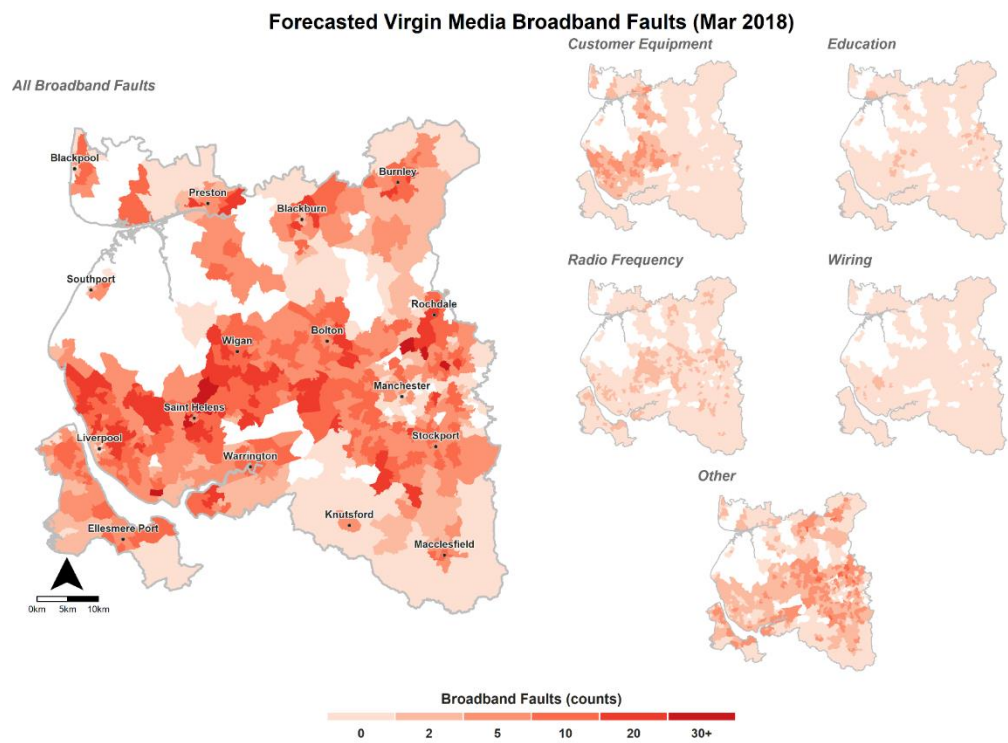 Forecasted Virgin Media Broadband Faults (Mar 2018)
All Broadband Faults
Customer Equipment
Education
Blackpool
Preston
Burnley
Blackburn
Southport
Rochdale
Bolton
Wigan
Manchester
Saint Helens
Stockport
Liverpool
Warrington
Knutsford
Ellesmere Port
Macclesfield
0km 5km 10km
Radio Frequency
Wiring
Other
Broadband Faults (counts)
0 2 5 10 20 30+